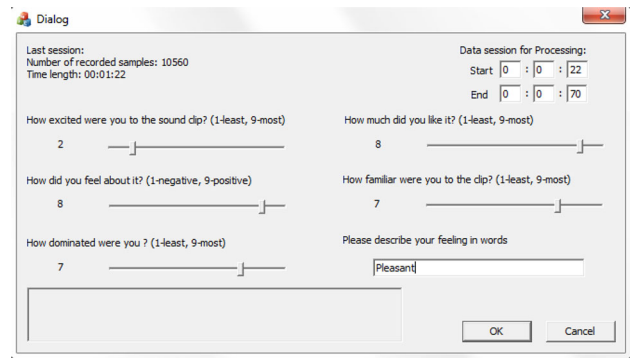 Dialog
Last session:
Number of recorded samples: 10560
Time length: 00:01:22
Data session for Processing:
Start 0 : 0 : 22
End 0 : 0 : 70
How excited were you to the sound clip? (1-least, 9-most)
2
How much did you like it? (1-least, 9-most)
8
How did you feel about it? (1-negative, 9-positive)
8
How familiar were you to the clip? (1-least, 9-most)
7
How dominated were you ? (1-least, 9-most)
7
Please describe your feeling in words
Pleasant
OK
Cancel